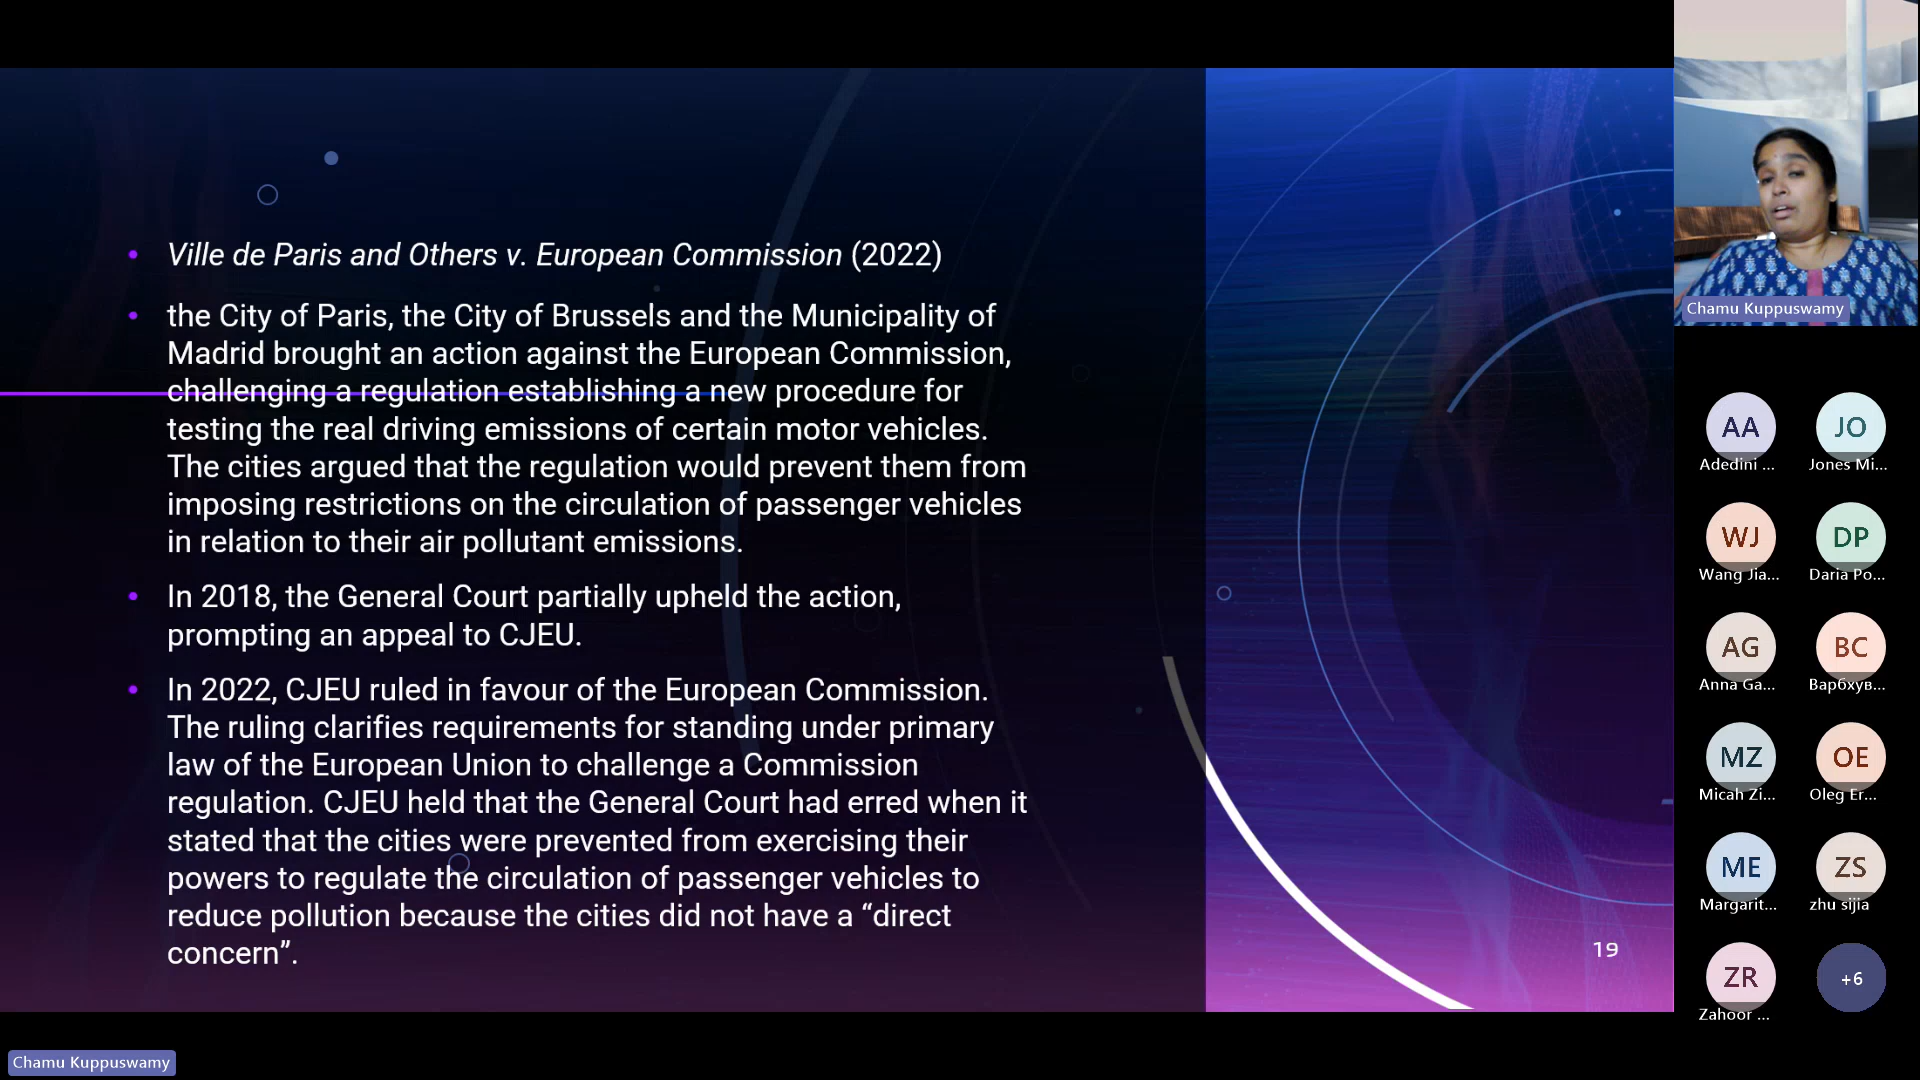 Ville de Paris and Others v. European Commission (2022)
the City of Paris, the City of Brussels and the Municipality of
Madrid brought an action against the European Commission,
challenging a regulation establishing a new procedure for
testing the real driving emissions of certain motor vehicles.
The cities argued that the regulation would prevent them from
imposing restrictions on the circulation of passenger vehicles
in relation to their air pollutant emissions.
In 2018, the General Court partially upheld the action,
prompting an appeal to CJEU.
In 2022, CJEU ruled in favour of the European Commission.
The ruling clarifies requirements for standing under primary
law of the European Union to challenge a Commission
regulation. CJEU held that the General Court had erred when it
stated that the cities were prevented from exercising their
powers to regulate the circulation of passenger vehicles to
reduce pollution because the cities did not have a “direct
concern”.
19
Chamu Kuppuswamy
AA
Adedini ...
JO
Jones Mi...
WJ
Wang Jia...
DP
Daria Po...
AG
Anna Ga...
BC
Варбхув...
MZ
Micah Zi...
OE
Oleg Er...
ME
Margarit...
ZS
zhu sijia
ZR
Zahoor ...
+6
Chamu Kuppuswamy